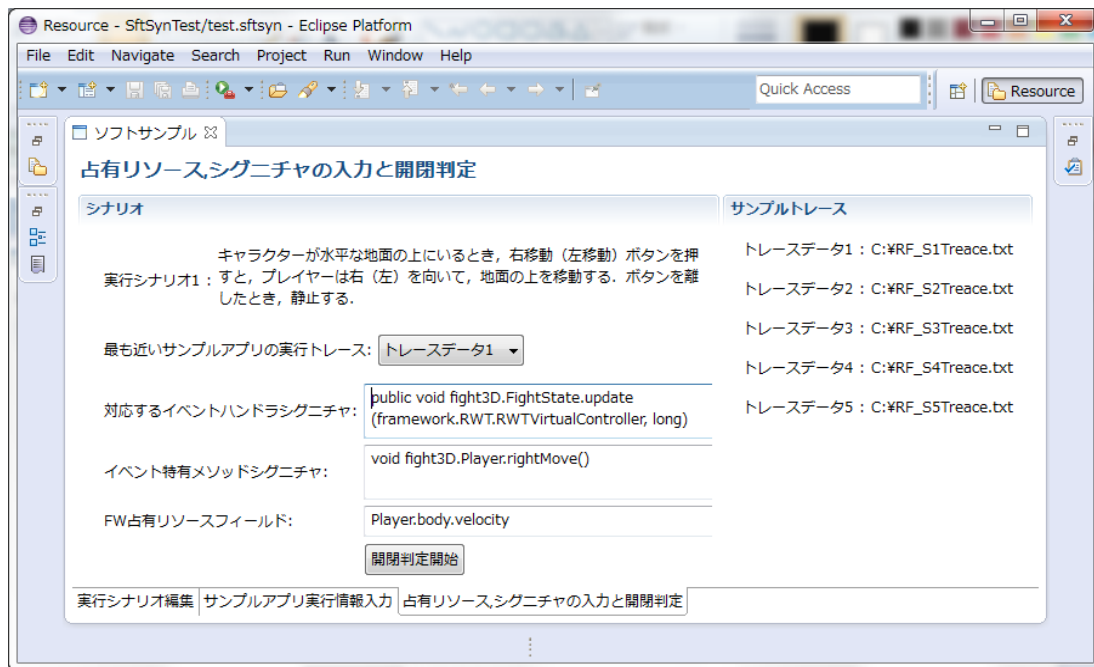 Resource - SftSynTest/test.sftsyn - Eclipse Platform
File Edit Navigate Search Project Run Window Help
Quick Access
Resource
ソフトサンプル
占有リソース,シグニチャの入力と開閉判定
シナリオ
実行シナリオ1 :
キャラクターが水平な地面の上にいるとき，右移動（左移動）ボタンを押
すと，プレイヤーは右（左）を向いて，地面の上を移動する．ボタンを離
したとき，静止する．
最も近いサンプルアプリの実行トレース: トレースデータ1
対応するイベントハンドラシグニチャ:
public void fight3D.FightState.update
(framework.RWT.RWTVirtualController, long)
イベント特有メソッドシグニチャ: void fight3D.Player.rightMove()
FW占有リソースフィールド: Player.body.velocity
開閉判定開始
サンプルトレース
トレースデータ1 : C:¥RF_S1Treace.txt
トレースデータ2 : C:¥RF_S2Treace.txt
トレースデータ3 : C:¥RF_S3Treace.txt
トレースデータ4 : C:¥RF_S4Treace.txt
トレースデータ5 : C:¥RF_S5Treace.txt
実行シナリオ編集 サンプルアプリ実行情報入力 占有リソース,シグニチャの入力と開閉判定